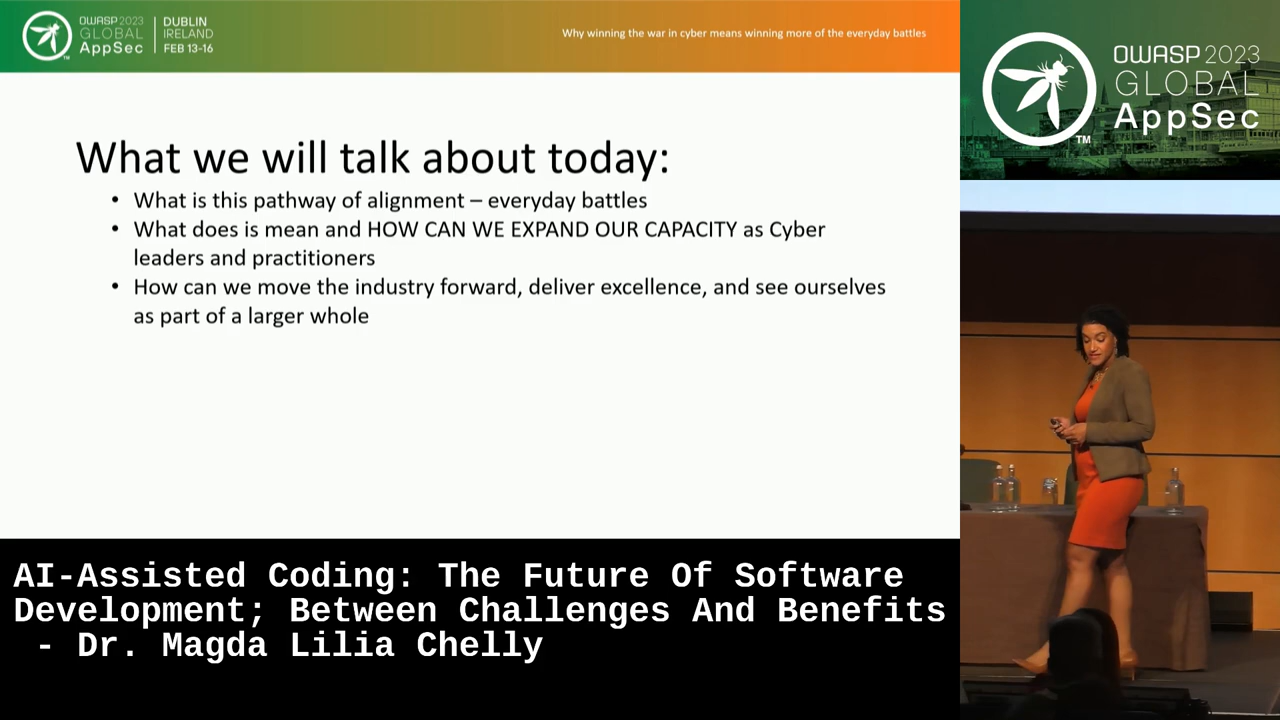 OWASP 2023
GLOBAL
AppSec
DUBLIN
IRELAND
FEB 13-16
TM
Why winning the war in cyber means winning more of the everyday battles
OWASP 2023
GLOBAL
AppSec
TM
What we will talk about today:
• What is this pathway of alignment – everyday battles
• What does is mean and HOW CAN WE EXPAND OUR CAPACITY as Cyber
leaders and practitioners
• How can we move the industry forward, deliver excellence, and see ourselves
as part of a larger whole
AI-Assisted Coding: The Future Of Software
Development; Between Challenges And Benefits
- Dr. Magda Lilia Chelly